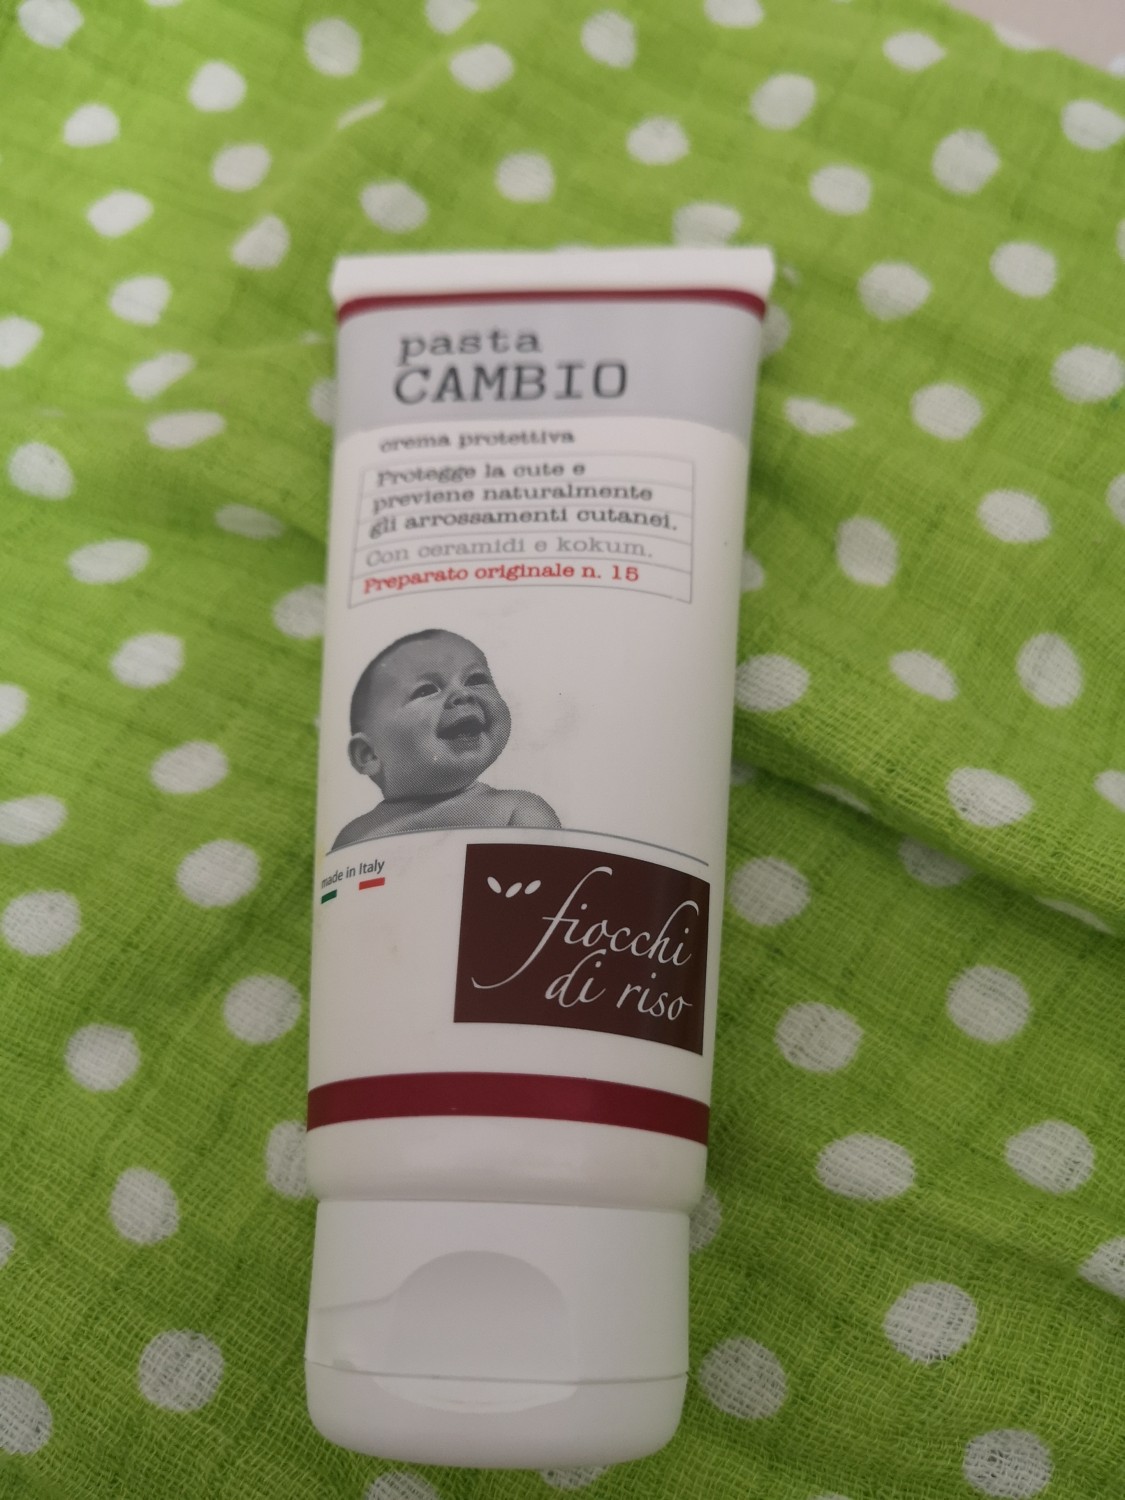 pasta
CAMBIO
crema protettiva
Protegge la cute e
previene naturalmente
gli arrossamenti cutanei.
Con ceramidi e kokum.
Preparato originale n. 15
made in Italy
fiocchi
di riso